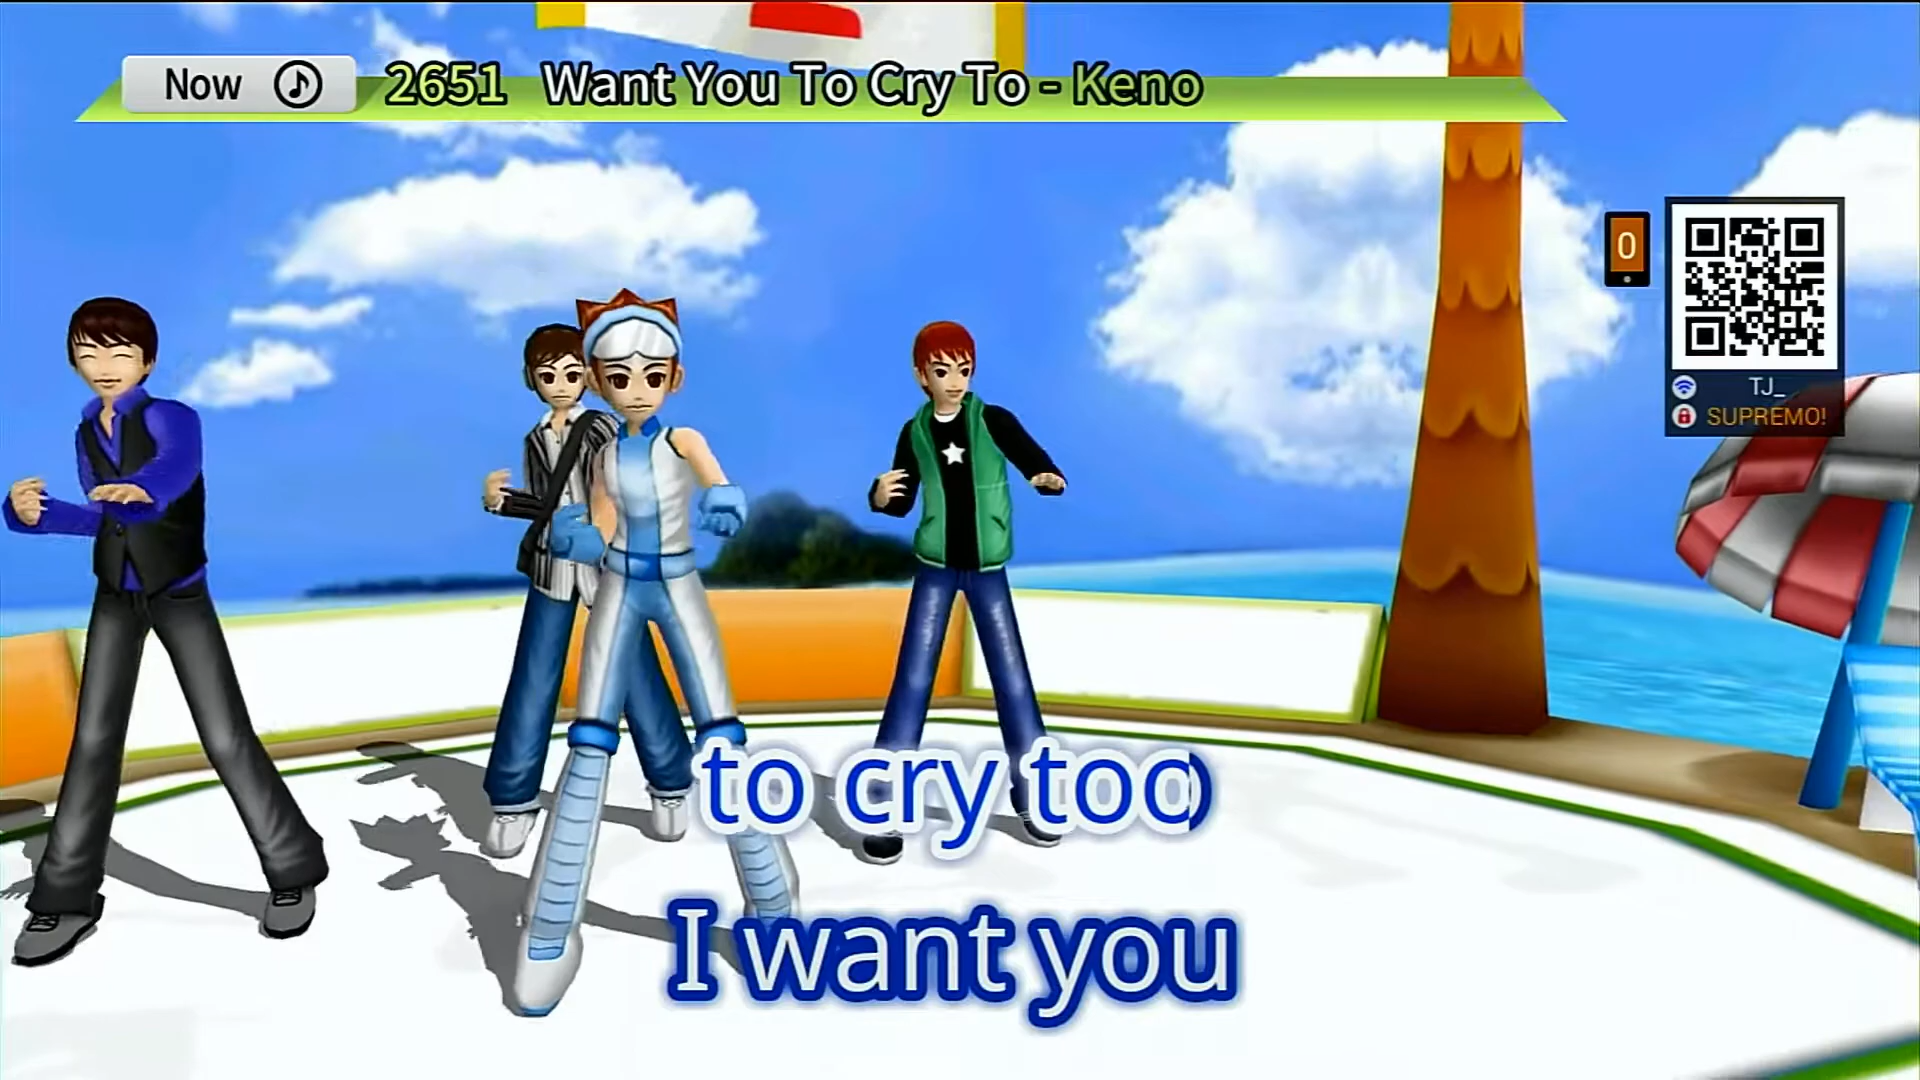 Now 2651 Want You To Cry To - Keno
0
TJ_
SUPREMO!
to cry too
I want you